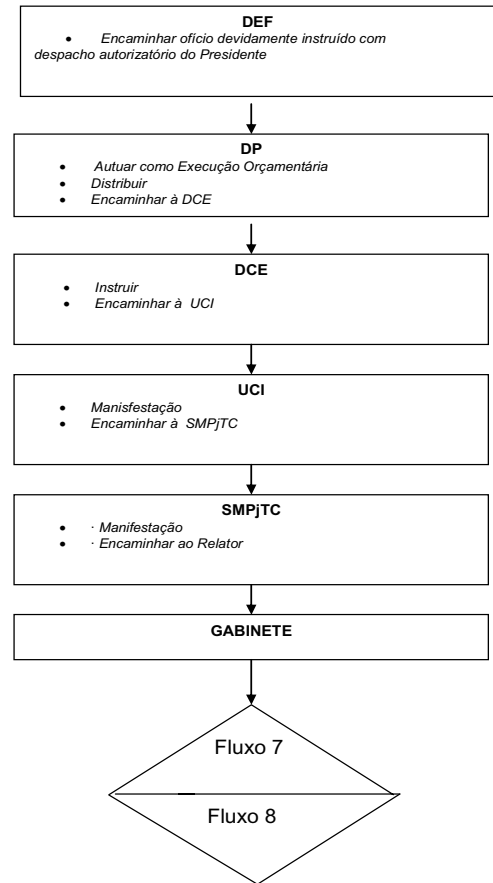 DEF
• Encaminhar ofício devidamente instruído com
despacho autorizatório do Presidente
DP
• Autuar como Execução Orçamentária
• Distribuir
• Encaminhar à DCE
DCE
• Instruir
• Encaminhar à UCI
UCI
• Manisfestação
• Encaminhar à SMPjTC
SMPjTC
• · Manifestação
• · Encaminhar ao Relator
GABINETE
Fluxo 7
Fluxo 8